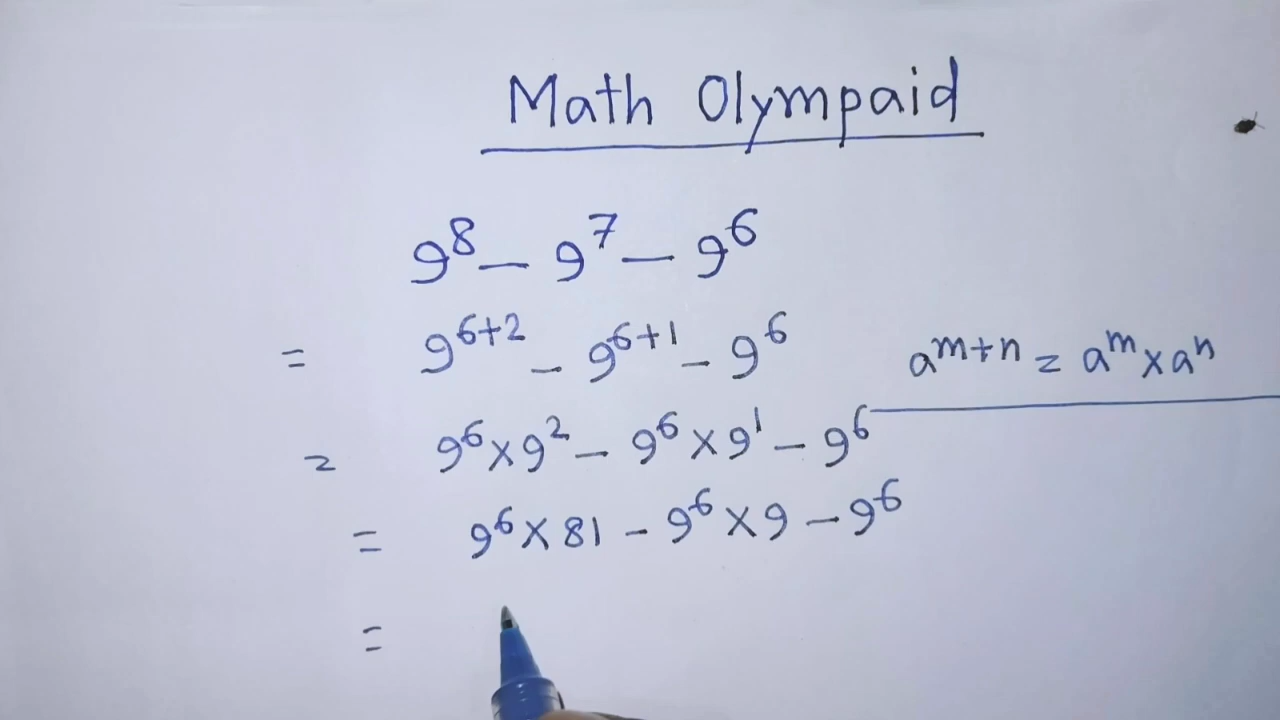 Math Olympaid
9⁸ – 9⁷ – 9⁶
= 9⁶⁺² – 9⁶⁺¹ – 9⁶
aᵐ⁺ⁿ = aᵐ × aⁿ
= 9⁶ × 9² – 9⁶ × 9¹ – 9⁶
= 9⁶ × 81 – 9⁶ × 9 – 9⁶
=